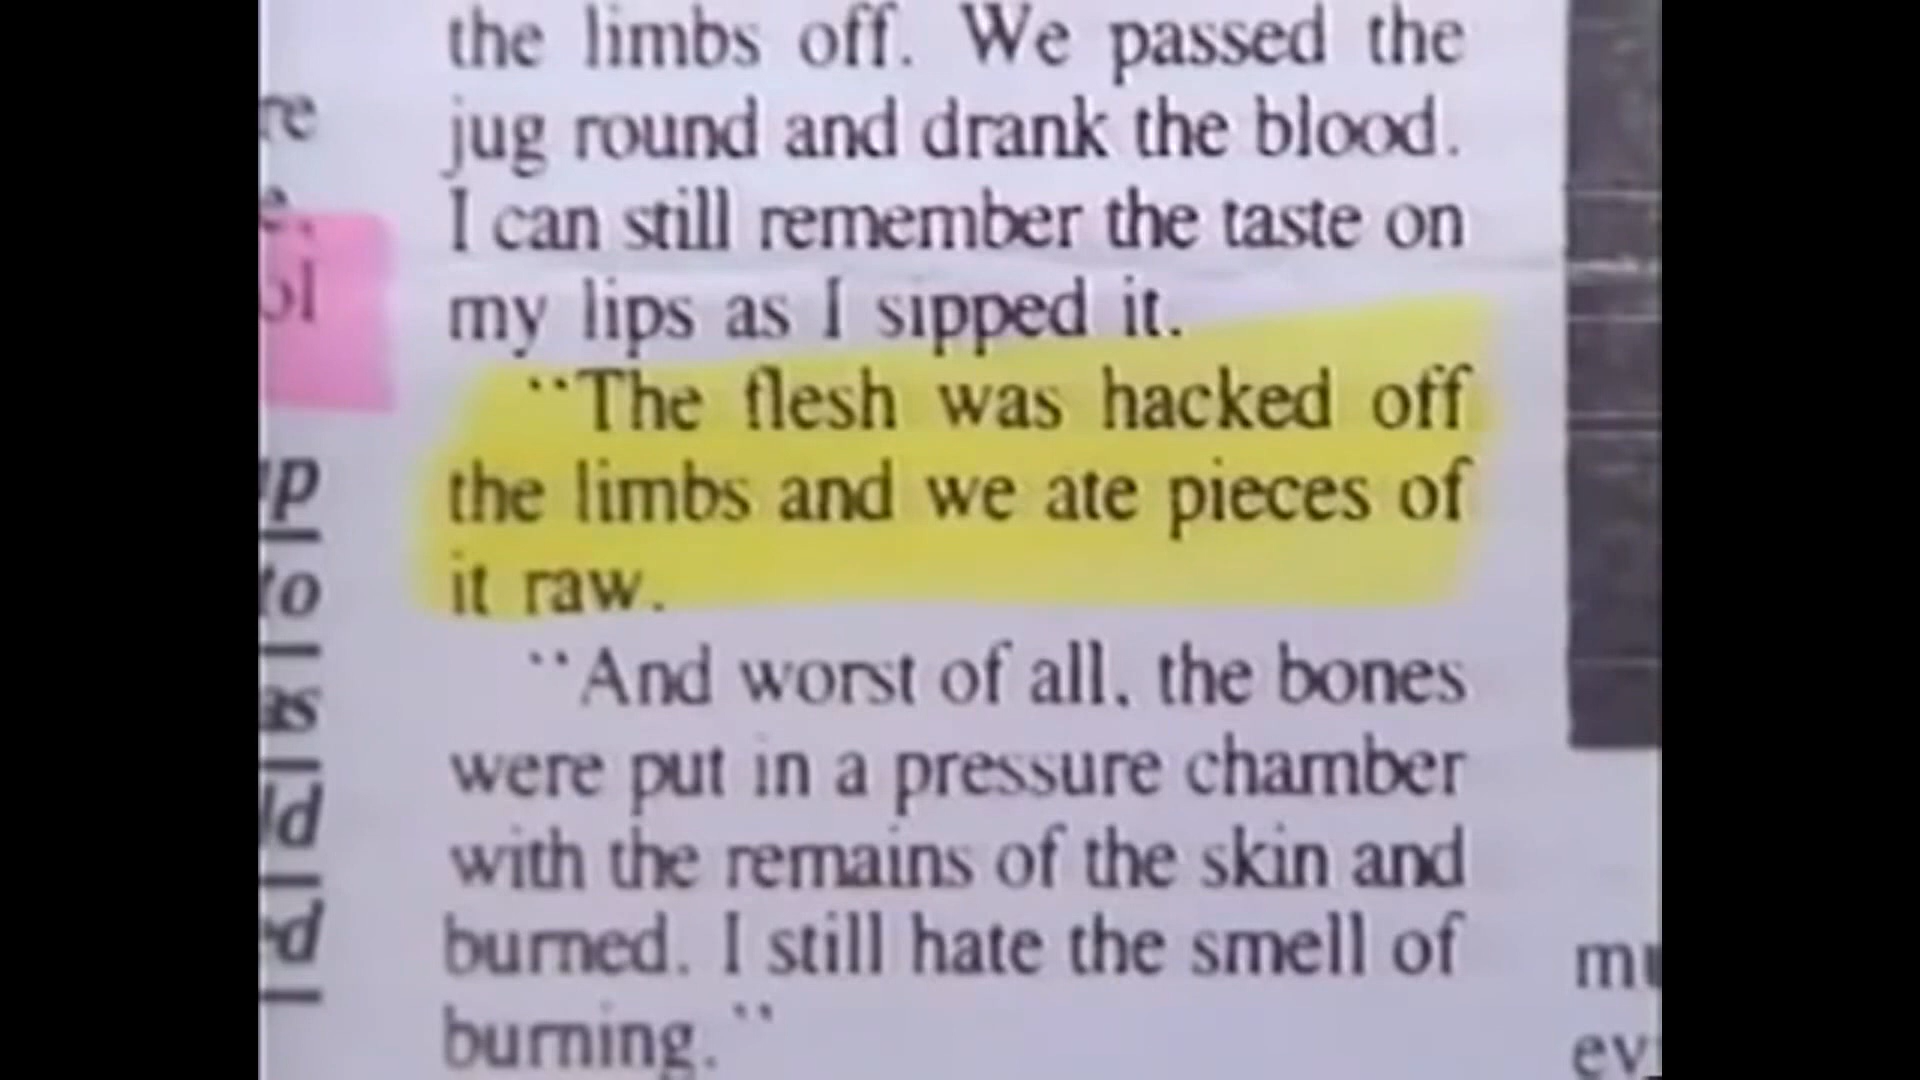 the limbs off. We passed the
jug round and drank the blood.
I can still remember the taste on
my lips as I sipped it.
"The flesh was hacked off
the limbs and we ate pieces of
it raw.
"And worst of all, the bones
were put in a pressure chamber
with the remains of the skin and
burned. I still hate the smell of
burning."